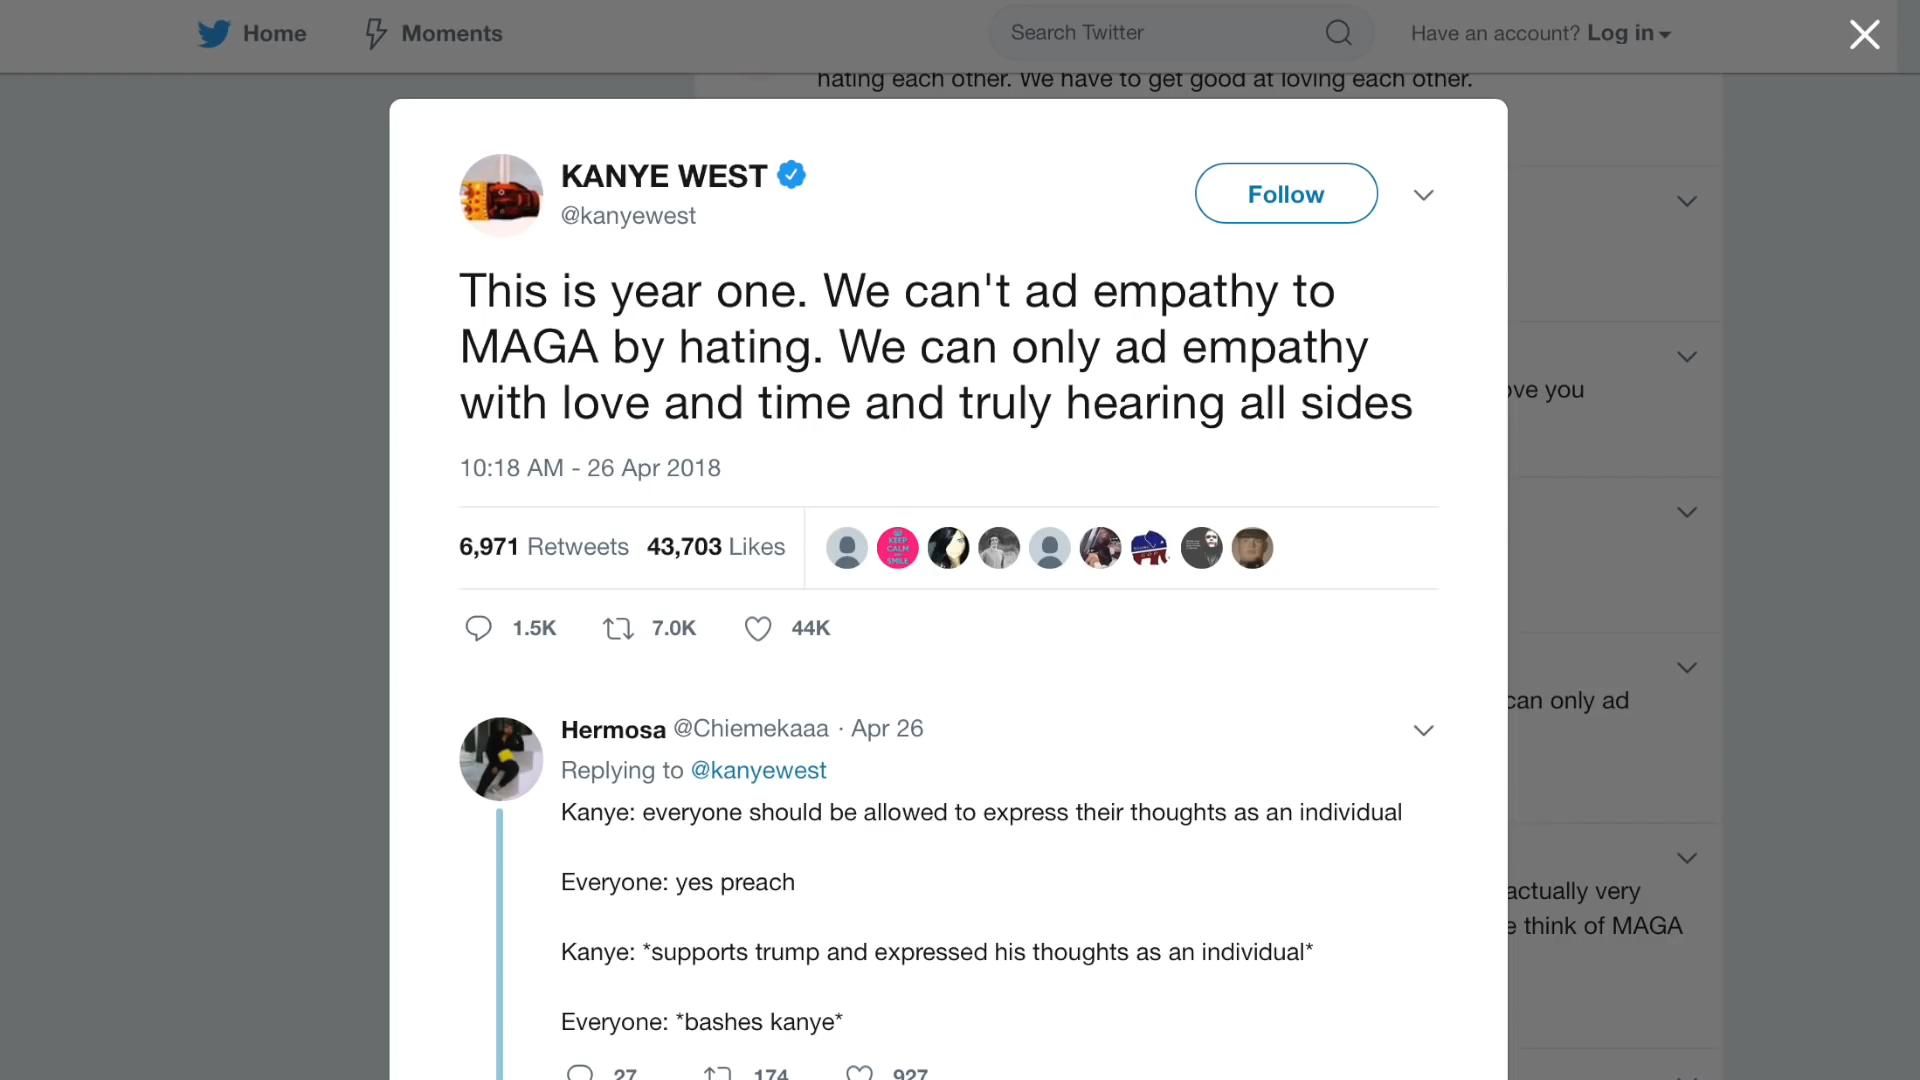 Home
Moments
Search Twitter
Have an account? Log in
hating each other. We have to get good at loving each other.
KANYE WEST
@kanyewest
Follow
This is year one. We can't ad empathy to
MAGA by hating. We can only ad empathy
with love and time and truly hearing all sides
10:18 AM - 26 Apr 2018
6,971 Retweets 43,703 Likes
KEEP
CALM
SMILE
1.5K 7.0K 44K
Hermosa @Chiemekaaa · Apr 26
Replying to @kanyewest
Kanye: everyone should be allowed to express their thoughts as an individual
Everyone: yes preach
Kanye: *supports trump and expressed his thoughts as an individual*
Everyone: *bashes kanye*
27 174 927
you
can only ad
actually very
think of MAGA